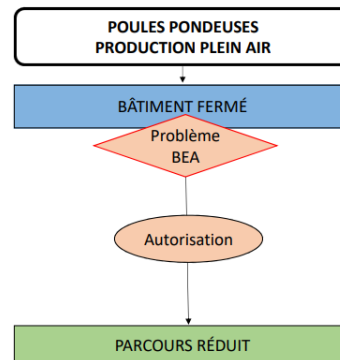 POULES PONDEUSES
PRODUCTION PLEIN AIR
BÂTIMENT FERMÉ
Problème
BEA
Autorisation
PARCOURS RÉDUIT